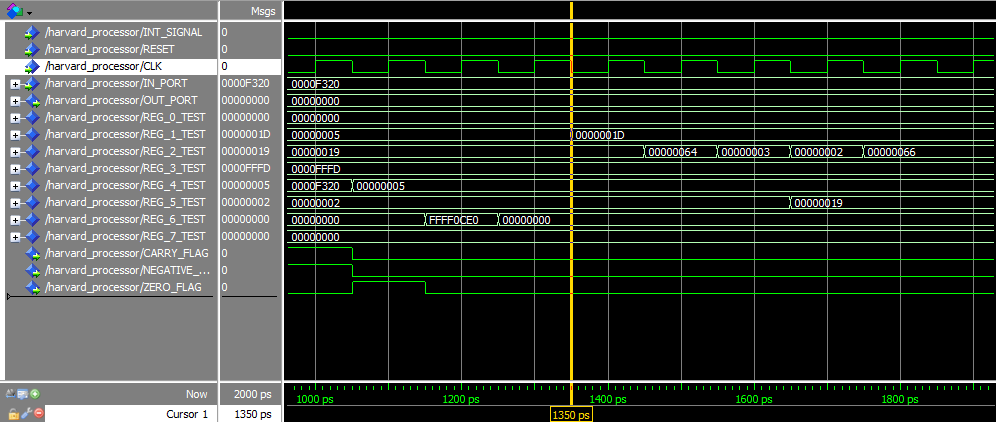 Msgs
/harvard_processor/INT_SIGNAL 0
/harvard_processor/RESET 0
/harvard_processor/CLK 0
/harvard_processor/IN_PORT 0000F320 0000F320
/harvard_processor/OUT_PORT 00000000 00000000
/harvard_processor/REG_0_TEST 00000000 00000000
/harvard_processor/REG_1_TEST 0000001D 00000005 0000001D
/harvard_processor/REG_2_TEST 00000019 00000019 00000064 00000003 00000002 00000066
/harvard_processor/REG_3_TEST 0000FFFD 0000FFFD
/harvard_processor/REG_4_TEST 00000005 0000F320 00000005
/harvard_processor/REG_5_TEST 00000002 00000002 00000019
/harvard_processor/REG_6_TEST 00000000 00000000 FFFF0CE0 00000000
/harvard_processor/REG_7_TEST 00000000 00000000
/harvard_processor/CARRY_FLAG 0
/harvard_processor/NEGATIVE_... 0
/harvard_processor/ZERO_FLAG 0
Now 2000 ps 1000 ps 1200 ps 1400 ps 1600 ps 1800 ps
Cursor 1 1350 ps 1350 ps